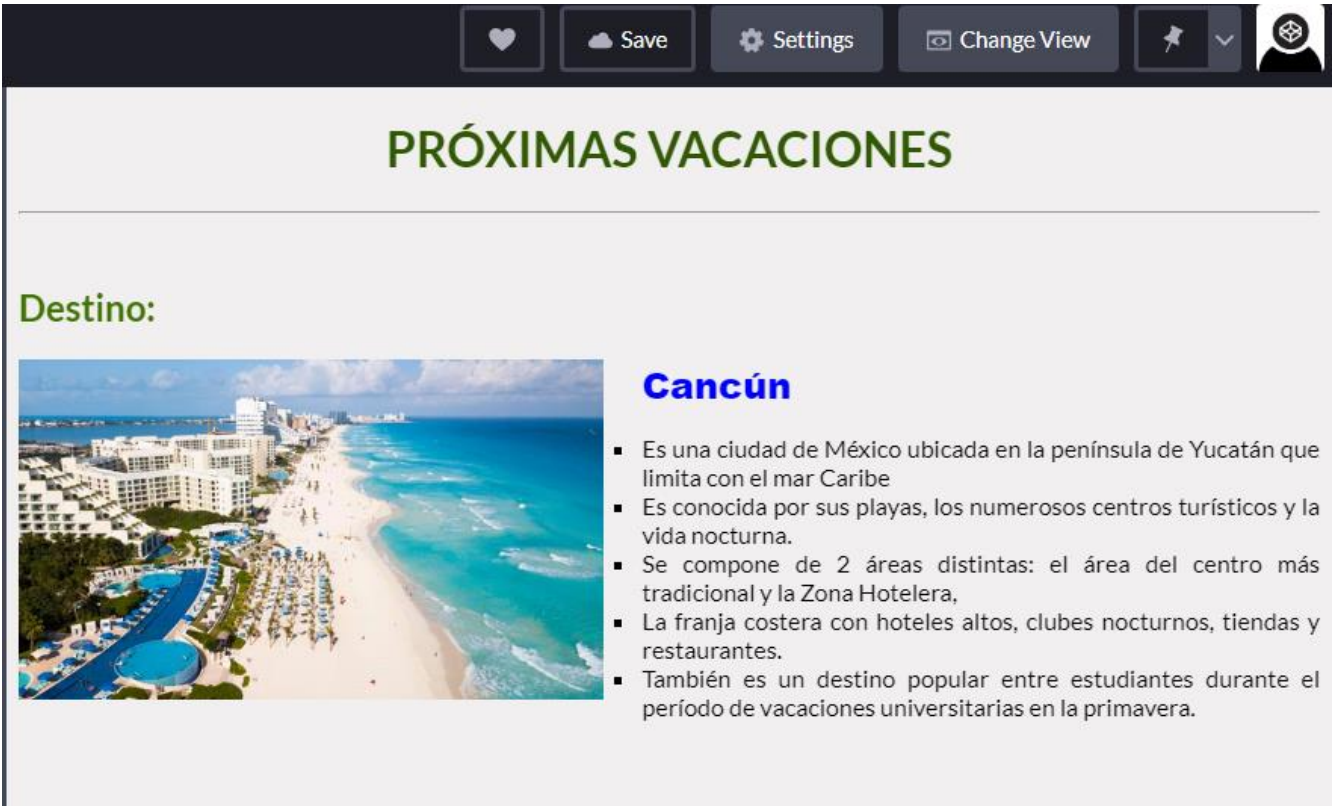 Save Settings Change View
PRÓXIMAS VACACIONES
Destino:
Cancún
Es una ciudad de México ubicada en la península de Yucatán que
limita con el mar Caribe
Es conocida por sus playas, los numerosos centros turísticos y la
vida nocturna.
Se compone de 2 áreas distintas: el área del centro más
tradicional y la Zona Hotelera,
La franja costera con hoteles altos, clubes nocturnos, tiendas y
restaurantes.
También es un destino popular entre estudiantes durante el
período de vacaciones universitarias en la primavera.